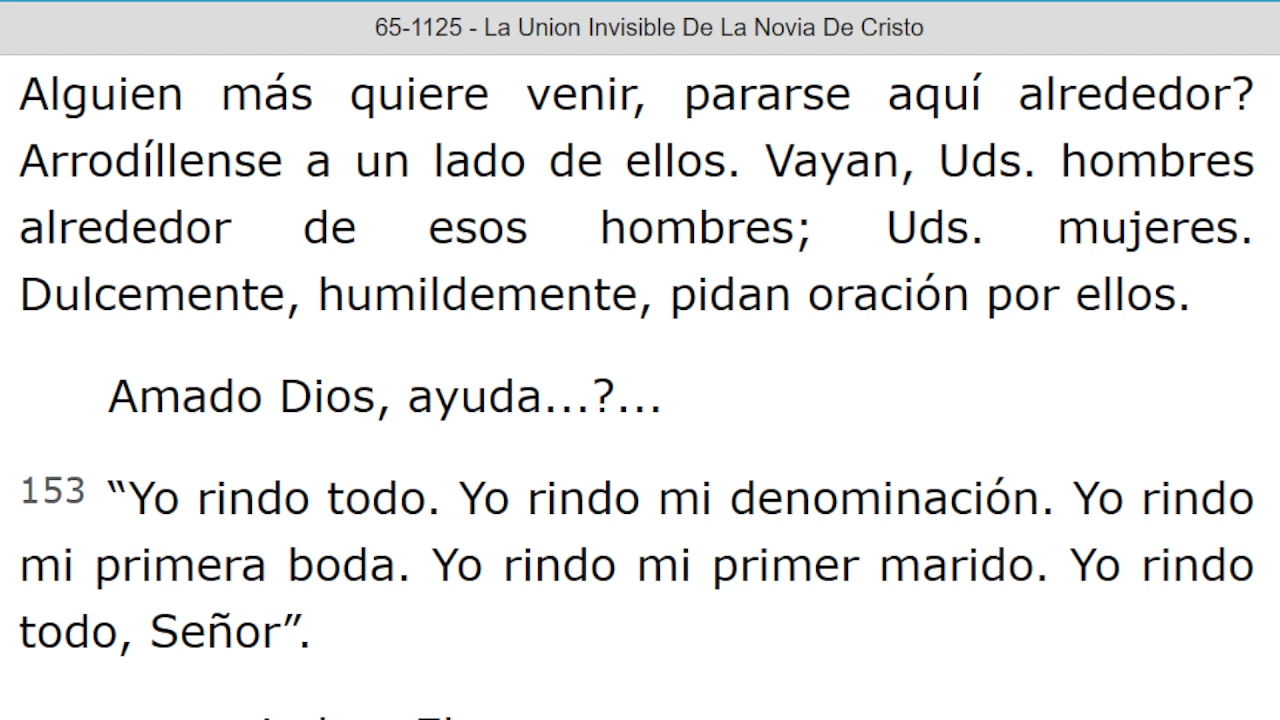 65-1125 - La Union Invisible De La Novia De Cristo
Alguien más quiere venir, pararse aquí alrededor?
Arrodíllense a un lado de ellos. Vayan, Uds. hombres
alrededor de esos hombres; Uds. mujeres.
Dulcemente, humildemente, pidan oración por ellos.
Amado Dios, ayuda...?...
153 “Yo rindo todo. Yo rindo mi denominación. Yo rindo
mi primera boda. Yo rindo mi primer marido. Yo rindo
todo, Señor”.